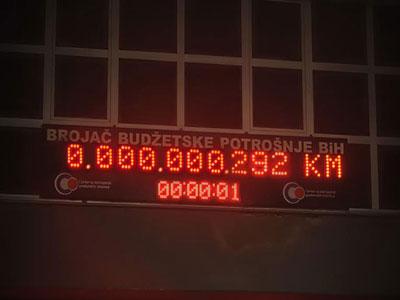 BROJAČ BUDŽETSKE POTROŠNJE BiH
0.000.000.292 KM
00:00:01